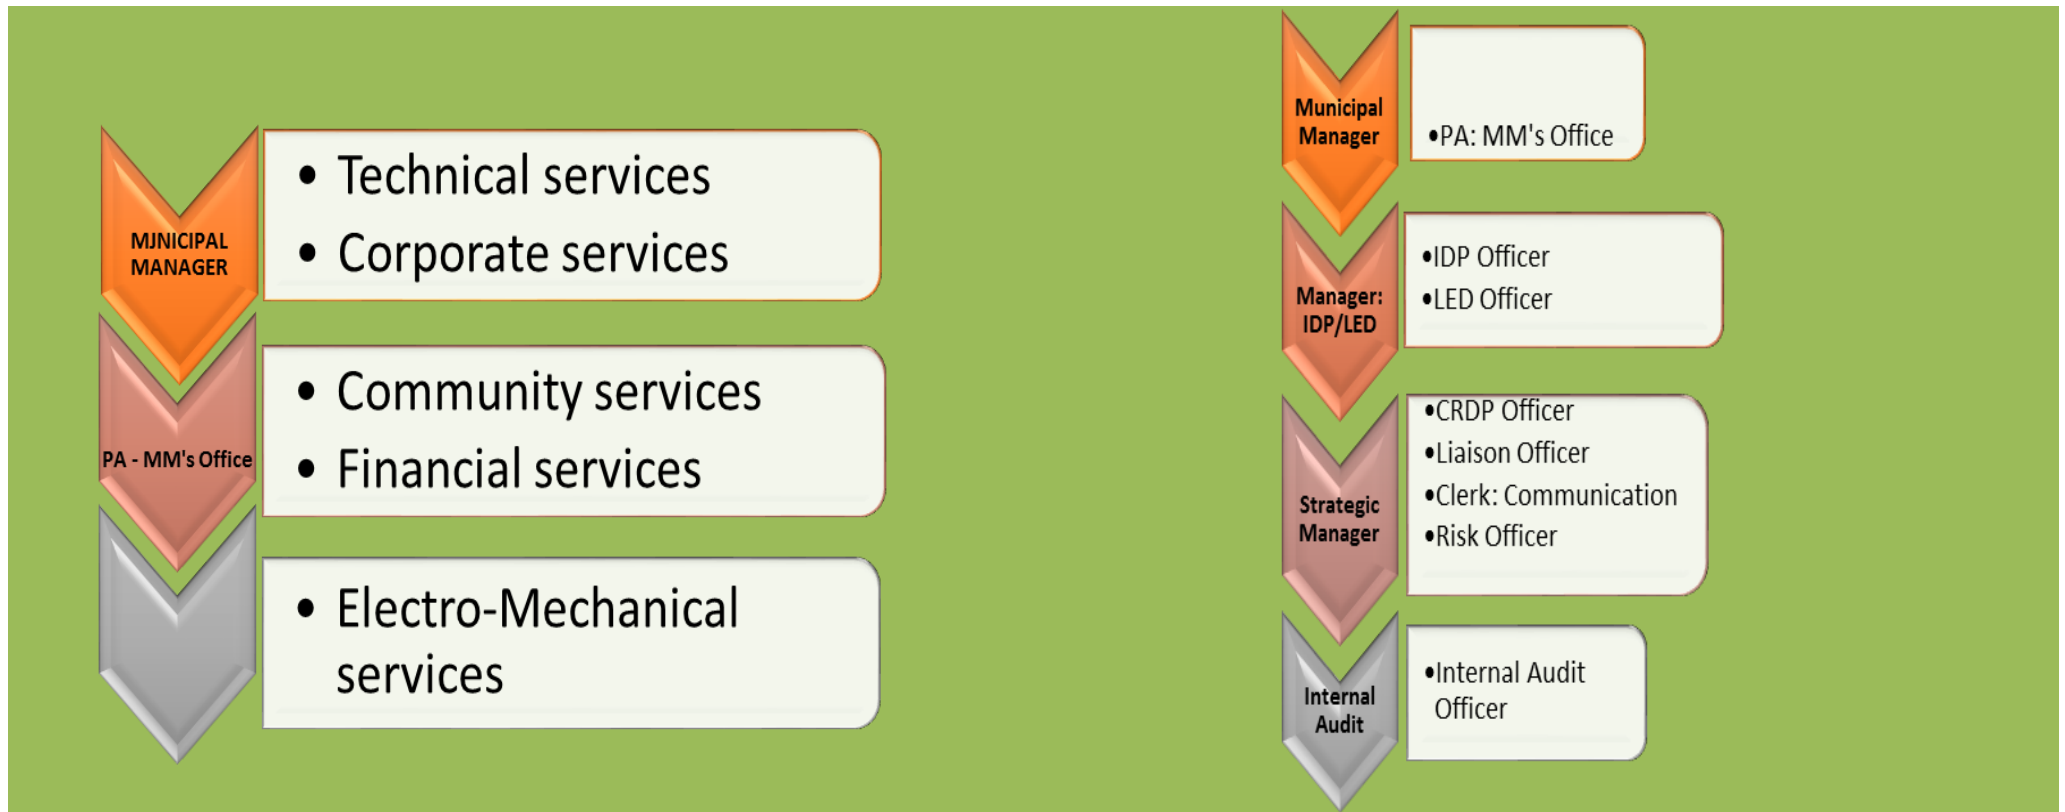 MJNICIPAL
MANAGER
• Technical services
• Corporate services
PA - MM's Office
• Community services
• Financial services
• Electro-Mechanical
services
Municipal
Manager
•PA: MM's Office
Manager:
IDP/LED
•IDP Officer
•LED Officer
Strategic
Manager
•CRDP Officer
•Liaison Officer
•Clerk: Communication
•Risk Officer
Internal
Audit
•Internal Audit
Officer